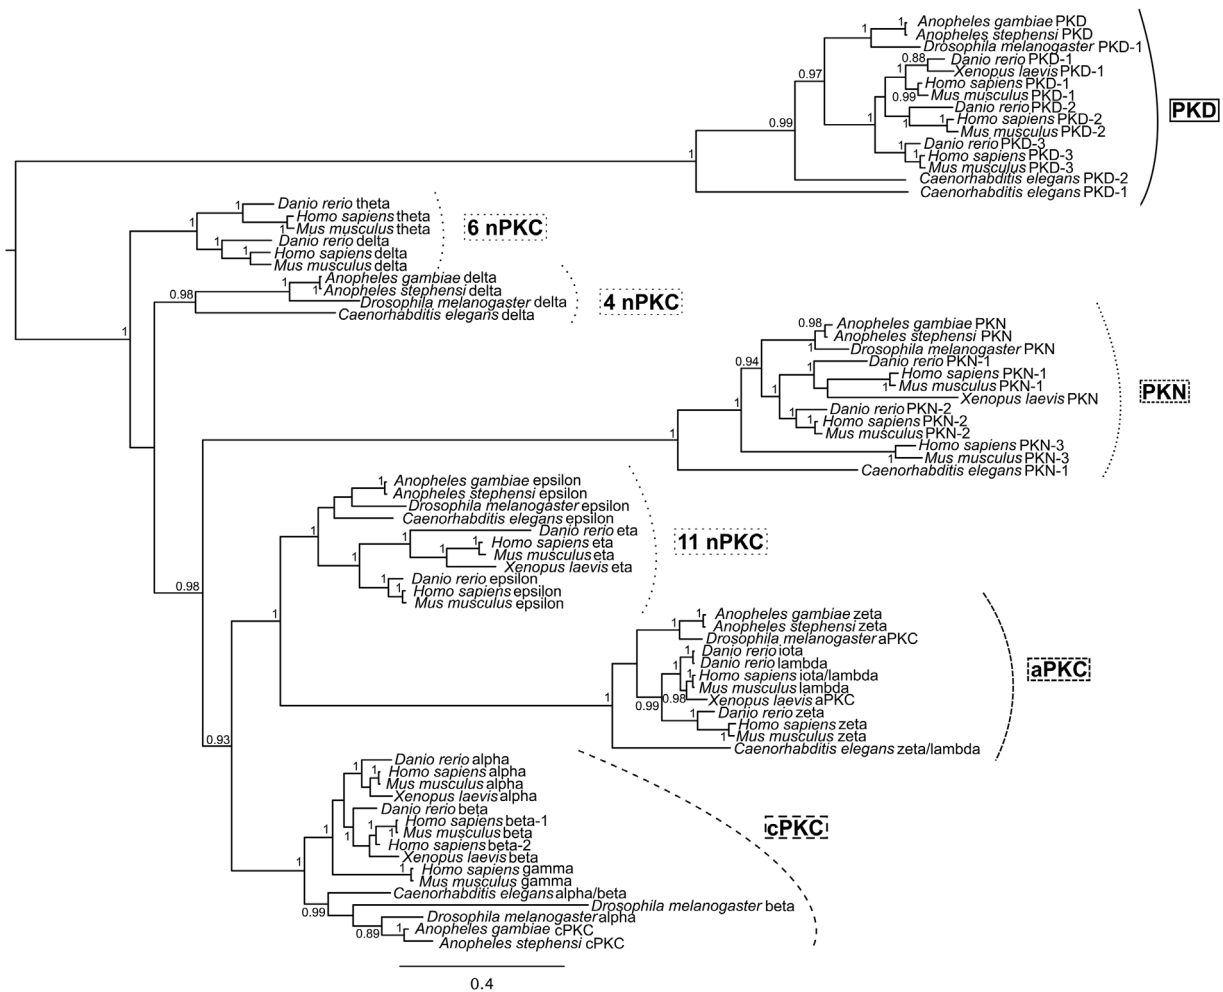 Anopheles gambiae PKD
Anopheles stephensi PKD
Drosophila melanogaster PKD-1
Danio rerio PKD-1
Xenopus laevis PKD-1
Homo sapiens PKD-1
Mus musculus PKD-1
Danio rerio PKD-2
Homo sapiens PKD-2
Mus musculus PKD-2
Danio rerio PKD-3
Homo sapiens PKD-3
Mus musculus PKD-3
Caenorhabditis elegans PKD-2
Caenorhabditis elegans PKD-1
1
1
0.88
0.97
0.99
1
1
1
1
0.99
1
PKD
Danio rerio theta
Homo sapiens theta
Mus musculus theta
Danio rerio delta
Homo sapiens delta
Mus musculus delta
1
1
1
1
1
6 nPKC
Anopheles gambiae delta
Anopheles stephensi delta
Drosophila melanogaster delta
Caenorhabditis elegans delta
1
1
0.98
1
4 nPKC
Anopheles gambiae PKN
Anopheles stephensi PKN
Drosophila melanogaster PKN
Danio rerio PKN-1
Homo sapiens PKN-1
Mus musculus PKN-1
Xenopus laevis PKN
Danio rerio PKN-2
Homo sapiens PKN-2
Mus musculus PKN-2
Homo sapiens PKN-3
Mus musculus PKN-3
Caenorhabditis elegans PKN-1
0.98
1
0.94
1
1
1
1
1
1
1
PKN
Anopheles gambiae epsilon
Anopheles stephensi epsilon
Drosophila melanogaster epsilon
Caenorhabditis elegans epsilon
Danio rerio eta
Homo sapiens eta
Mus musculus eta
Xenopus laevis eta
Danio rerio epsilon
Homo sapiens epsilon
Mus musculus epsilon
1
1
1
1
1
1
1
1
0.98
1
11 nPKC
Anopheles gambiae zeta
Anopheles stephensi zeta
Drosophila melanogaster aPKC
Danio rerio iota
Danio rerio lambda
Homo sapiens iota/lambda
Mus musculus lambda
Xenopus laevis aPKC
Danio rerio zeta
Homo sapiens zeta
Mus musculus zeta
Caenorhabditis elegans zeta/lambda
1
1
1
1
1
0.98
0.99
1
1
1
0.93
aPKC
Danio rerio alpha
Homo sapiens alpha
Mus musculus alpha
Xenopus laevis alpha
Danio rerio beta
Homo sapiens beta-1
Mus musculus beta
Homo sapiens beta-2
Xenopus laevis beta
Homo sapiens gamma
Mus musculus gamma
Caenorhabditis elegans alpha/beta
Drosophila melanogaster beta
Drosophila melanogaster alpha
Anopheles gambiae cPKC
Anopheles stephensi cPKC
1
1
1
1
1
1
1
1
1
0.99
0.89
1
cPKC
0.4